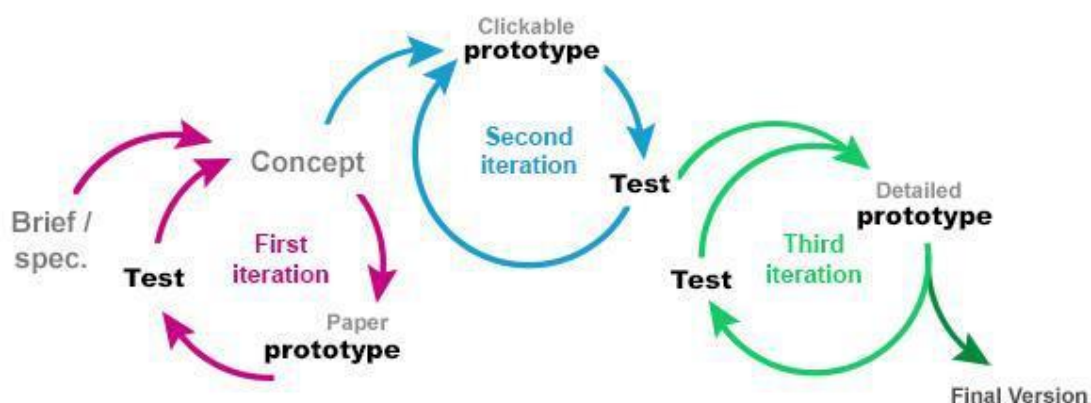 Brief /
spec.
Concept
First
iteration
Test
Paper
prototype
Clickable
prototype
Second
iteration
Test
Detailed
prototype
Third
iteration
Test
Final Version